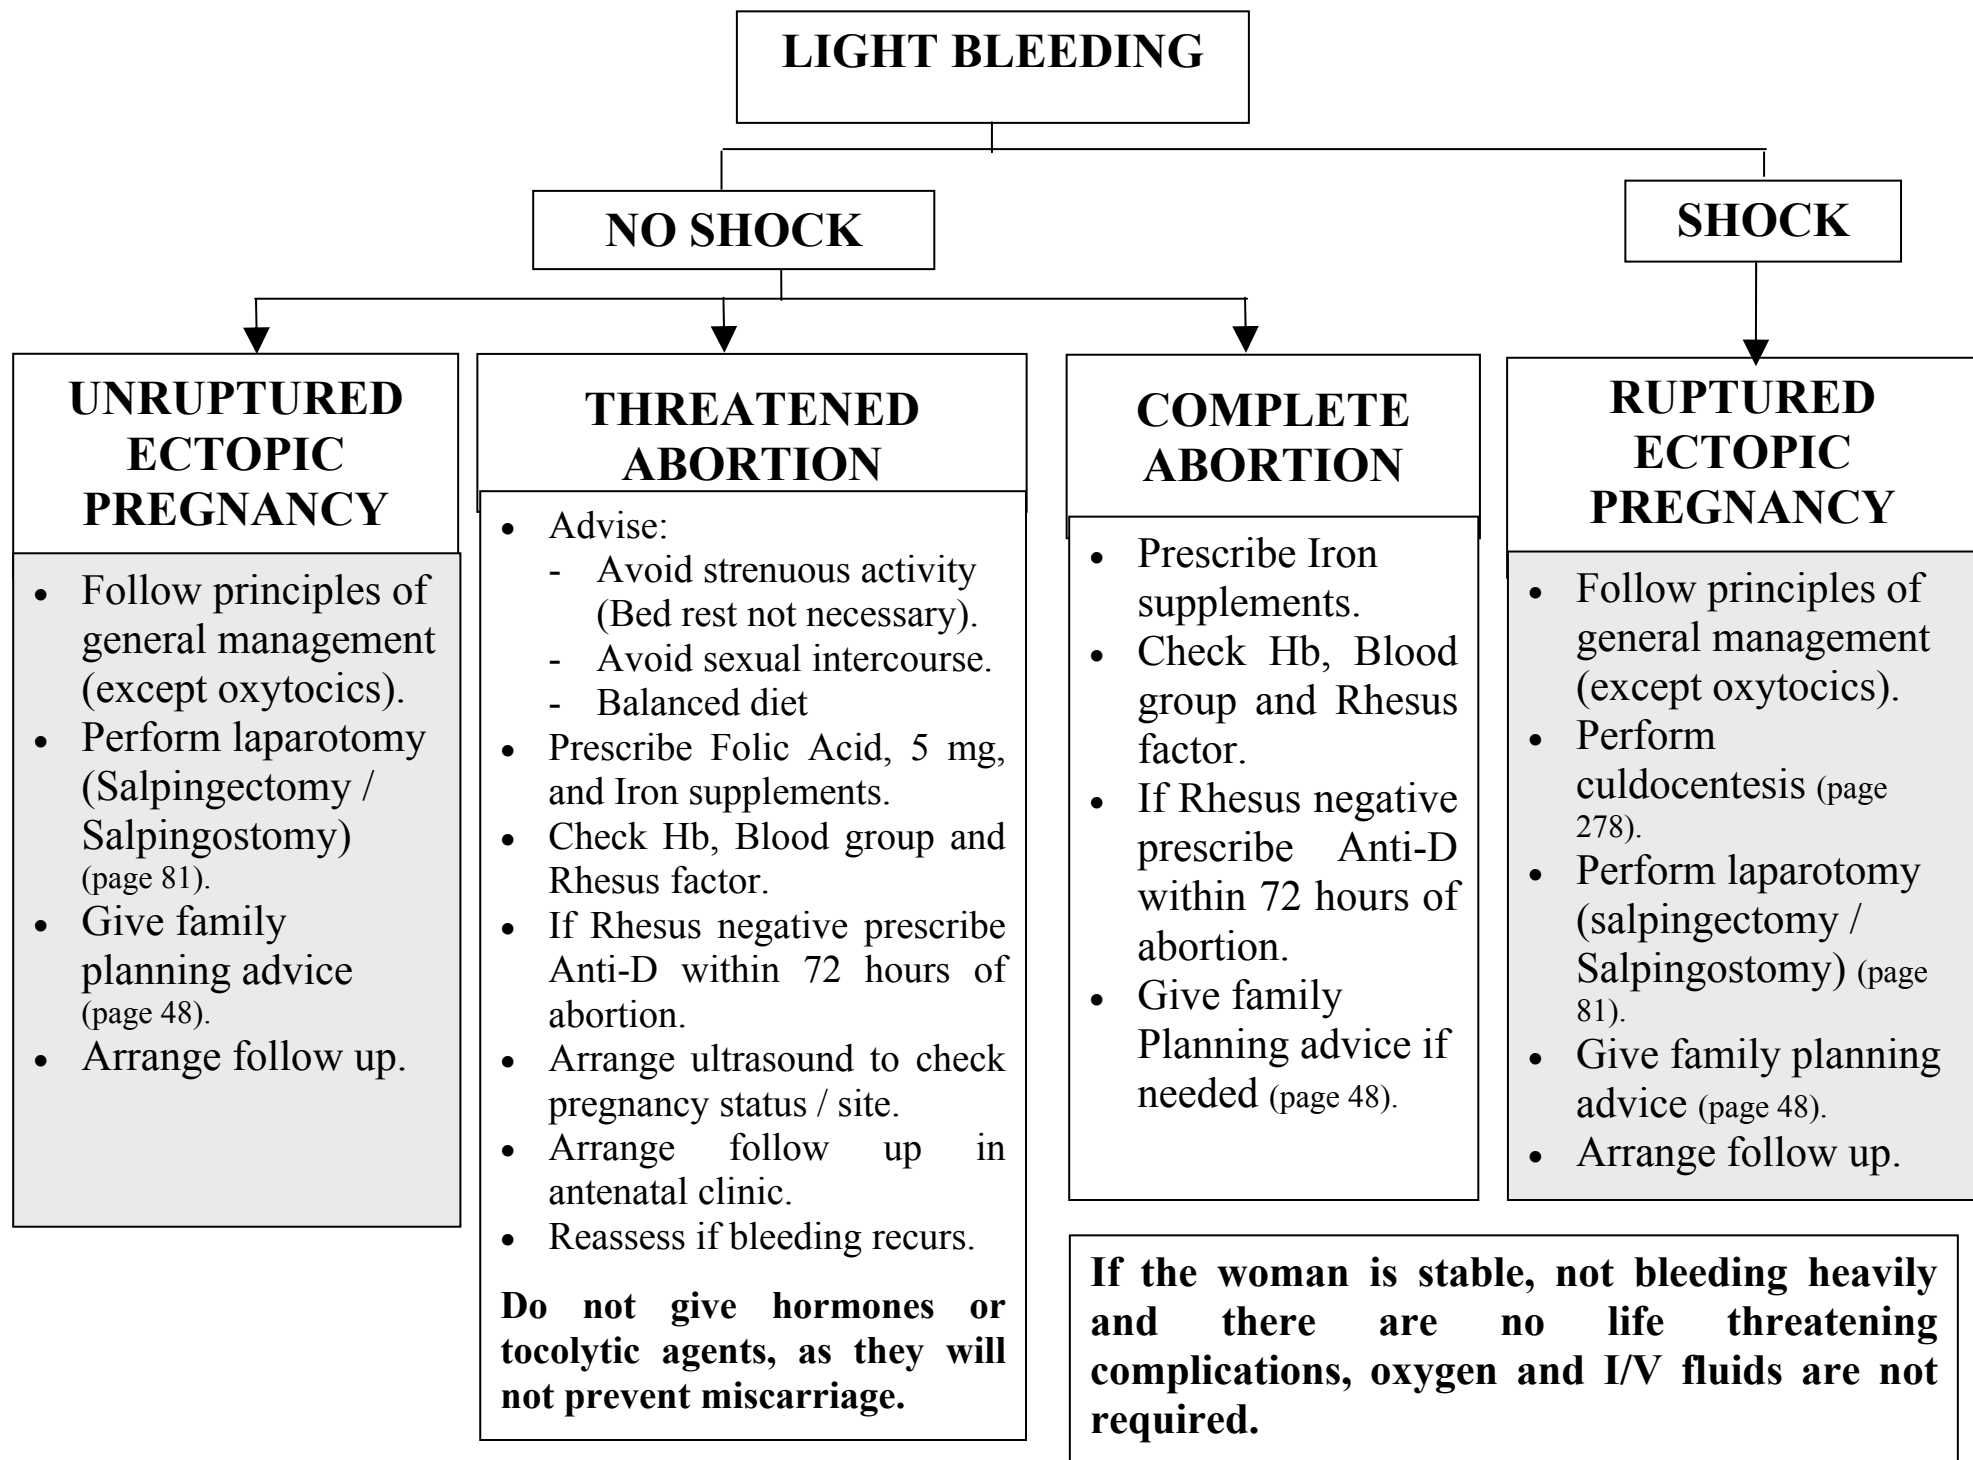 LIGHT BLEEDING
NO SHOCK
SHOCK
UNRUPTURED
ECTOPIC
PREGNANCY
• Follow principles of
general management
(except oxytocics).
• Perform laparotomy
(Salpingectomy /
Salpingostomy)
(page 81).
• Give family
planning advice
(page 48).
• Arrange follow up.
THREATENED
ABORTION
• Advise:
- Avoid strenuous activity
(Bed rest not necessary).
- Avoid sexual intercourse.
- Balanced diet
• Prescribe Folic Acid, 5 mg,
and Iron supplements.
• Check Hb, Blood group and
Rhesus factor.
• If Rhesus negative prescribe
Anti-D within 72 hours of
abortion.
• Arrange ultrasound to check
pregnancy status / site.
• Arrange follow up in
antenatal clinic.
• Reassess if bleeding recurs.
Do not give hormones or
tocolytic agents, as they will
not prevent miscarriage.
COMPLETE
ABORTION
• Prescribe Iron
supplements.
• Check Hb, Blood
group and Rhesus
factor.
• If Rhesus negative
prescribe Anti-D
within 72 hours of
abortion.
• Give family
Planning advice if
needed (page 48).
RUPTURED
ECTOPIC
PREGNANCY
• Follow principles of
general management
(except oxytocics).
• Perform
culdocentesis (page
278).
• Perform laparotomy
(salpingectomy /
Salpingostomy) (page
81).
• Give family planning
advice (page 48).
• Arrange follow up.
If the woman is stable, not bleeding heavily
and there are no life threatening
complications, oxygen and I/V fluids are not
required.